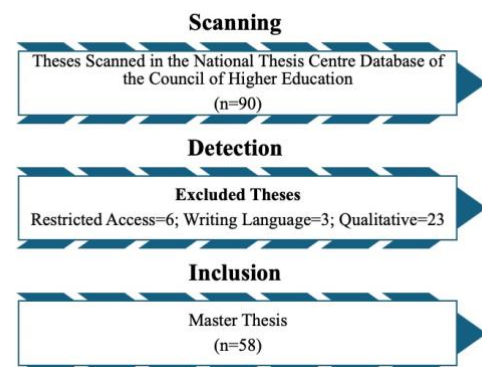 Scanning
Theses Scanned in the National Thesis Centre Database of
the Council of Higher Education
(n=90)
Detection
Excluded Theses
Restricted Access=6; Writing Language=3; Qualitative=23
Inclusion
Master Thesis
(n=58)